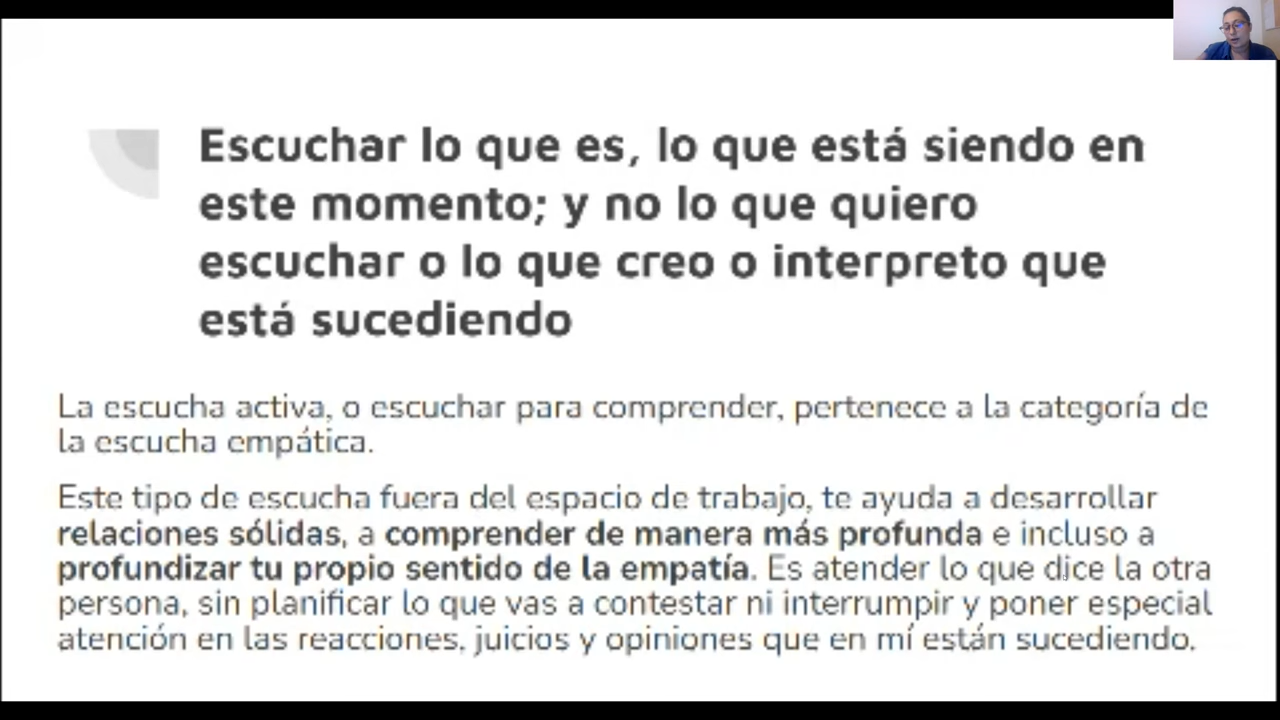 Escuchar lo que es, lo que está siendo en
este momento; y no lo que quiero
escuchar o lo que creo o interpreto que
está sucediendo
La escucha activa, o escuchar para comprender, pertenece a la categoría de
la escucha empática.
Este tipo de escucha fuera del espacio de trabajo, te ayuda a desarrollar
relaciones sólidas, a comprender de manera más profunda e incluso a
profundizar tu propio sentido de la empatía. Es atender lo que dice la otra
persona, sin planificar lo que vas a contestar ni interrumpir y poner especial
atención en las reacciones, juicios y opiniones que en mí están sucediendo.